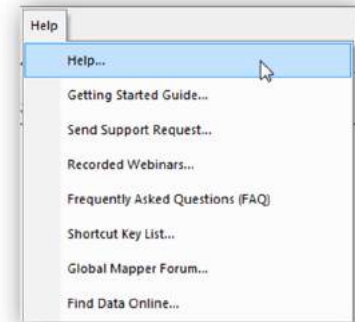 Help
Help...
Getting Started Guide...
Send Support Request...
Recorded Webinars...
Frequently Asked Questions (FAQ)
Shortcut Key List...
Global Mapper Forum...
Find Data Online...